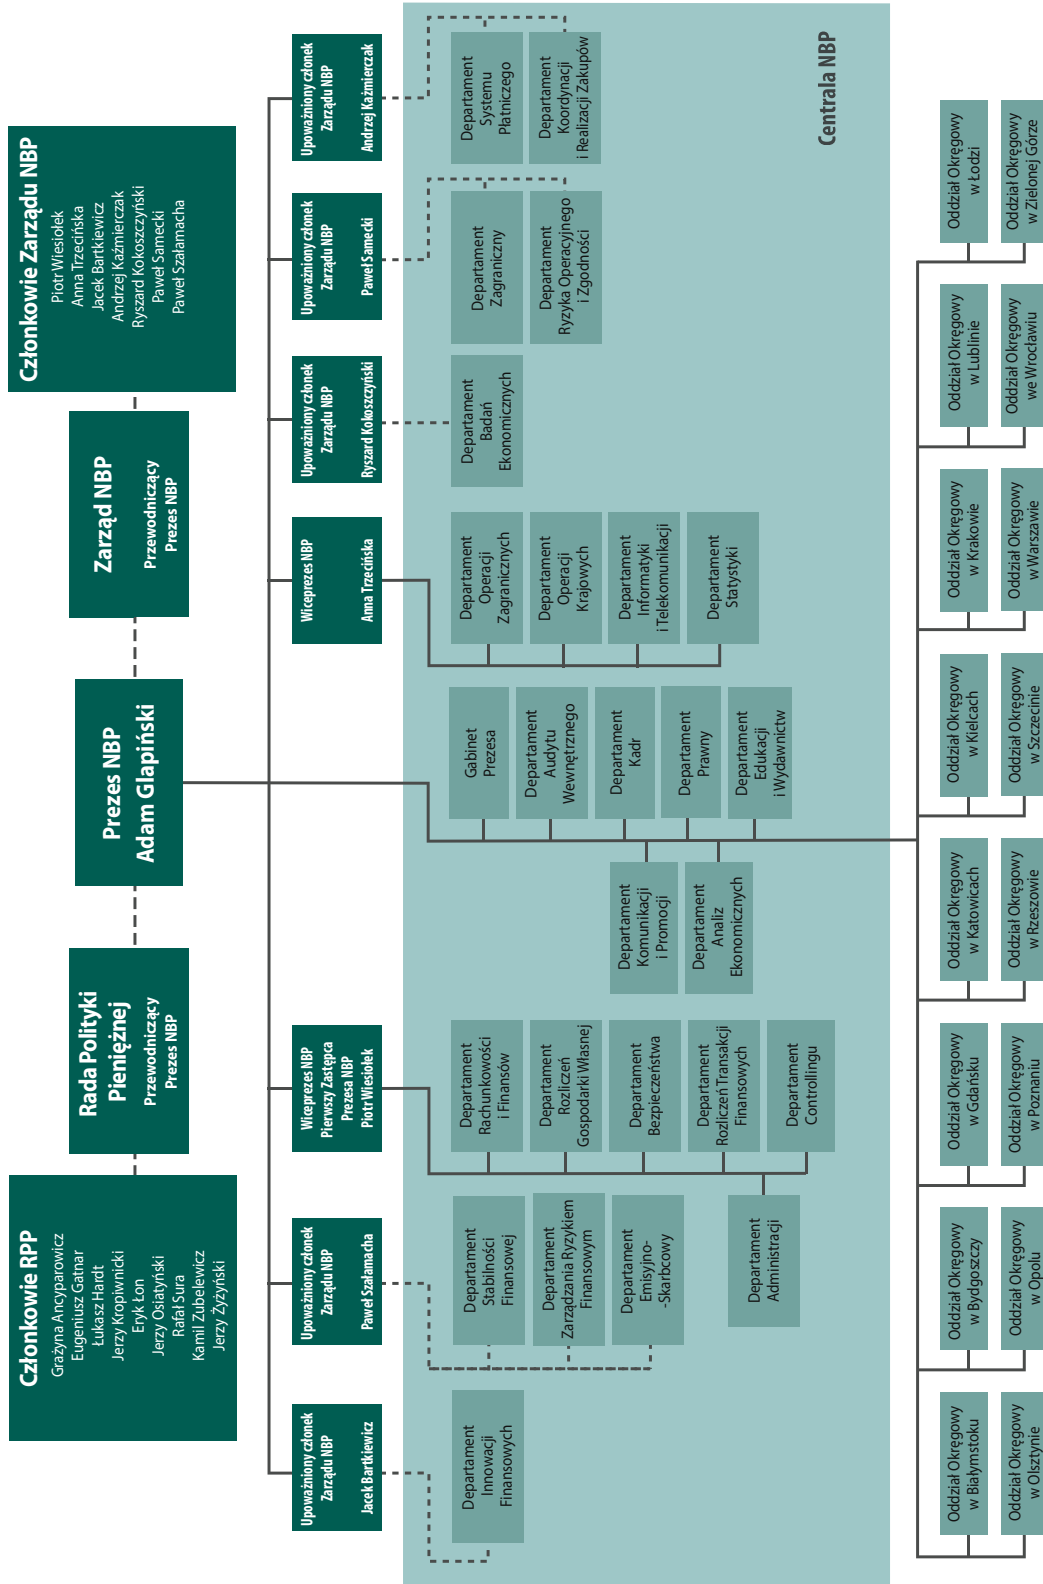 Członkowie RPP
Grażyna Ancyparowicz
Eugeniusz Gatnar
Łukasz Hardt
Jerzy Kropiwnicki
Eryk Łon
Jerzy Osiatyński
Rafał Sura
Kamil Zubelewicz
Jerzy Żyżyński
Rada Polityki
Pieniężnej
Przewodniczący
Prezes NBP
Prezes NBP
Adam Glapiński
Zarząd NBP
Przewodniczący
Prezes NBP
Członkowie Zarządu NBP
Piotr Wiesiołek
Anna Trzecińska
Jacek Bartkiewicz
Andrzej Kaźmierczak
Ryszard Kokoszczyński
Paweł Samecki
Paweł Szałamacha
Upoważniony członek
Zarządu NBP
Jacek Bartkiewicz
Upoważniony członek
Zarządu NBP
Paweł Szałamacha
Wiceprezes NBP
Pierwszy Zastępca
Prezesa NBP
Piotr Wiesiołek
Wiceprezes NBP
Anna Trzecińska
Upoważniony członek
Zarządu NBP
Ryszard Kokoszczyński
Upoważniony członek
Zarządu NBP
Paweł Samecki
Upoważniony członek
Zarządu NBP
Andrzej Kaźmierczak
Departament
Innowacji
Finansowych
Departament
Stabilności
Finansowej
Departament
Zarządzania Ryzykiem
Finansowym
Departament
Emisyjno-
-Skarbcowy
Departament
Rachunkowości
i Finansów
Departament
Rozliczeń
Gospodarki Własnej
Departament
Bezpieczeństwa
Departament
Rozliczeń Transakcji
Finansowych
Departament
Controllingu
Departament
Administracji
Departament
Komunikacji
i Promocji
Departament
Analiz
Ekonomicznych
Gabinet
Prezesa
Departament
Audytu
Wewnętrznego
Departament
Kadr
Departament
Prawny
Departament
Edukacji
i Wydawnictw
Departament
Operacji
Zagranicznych
Departament
Operacji
Krajowych
Departament
Informatyki
i Telekomunikacji
Departament
Statystyki
Departament
Badań
Ekonomicznych
Departament
Zagraniczny
Departament
Ryzyka Operacyjnego
i Zgodności
Departament
Systemu
Płatniczego
Departament
Koordynacji
i Realizacji Zakupów
Centrala NBP
Oddział Okręgowy
w Białymstoku
Oddział Okręgowy
w Bydgoszczy
Oddział Okręgowy
w Gdańsku
Oddział Okręgowy
w Katowicach
Oddział Okręgowy
w Kielcach
Oddział Okręgowy
w Krakowie
Oddział Okręgowy
w Lublinie
Oddział Okręgowy
w Łodzi
Oddział Okręgowy
w Olsztynie
Oddział Okręgowy
w Opolu
Oddział Okręgowy
w Poznaniu
Oddział Okręgowy
w Rzeszowie
Oddział Okręgowy
w Szczecinie
Oddział Okręgowy
w Warszawie
Oddział Okręgowy
we Wrocławiu
Oddział Okręgowy
w Zielonej Górze